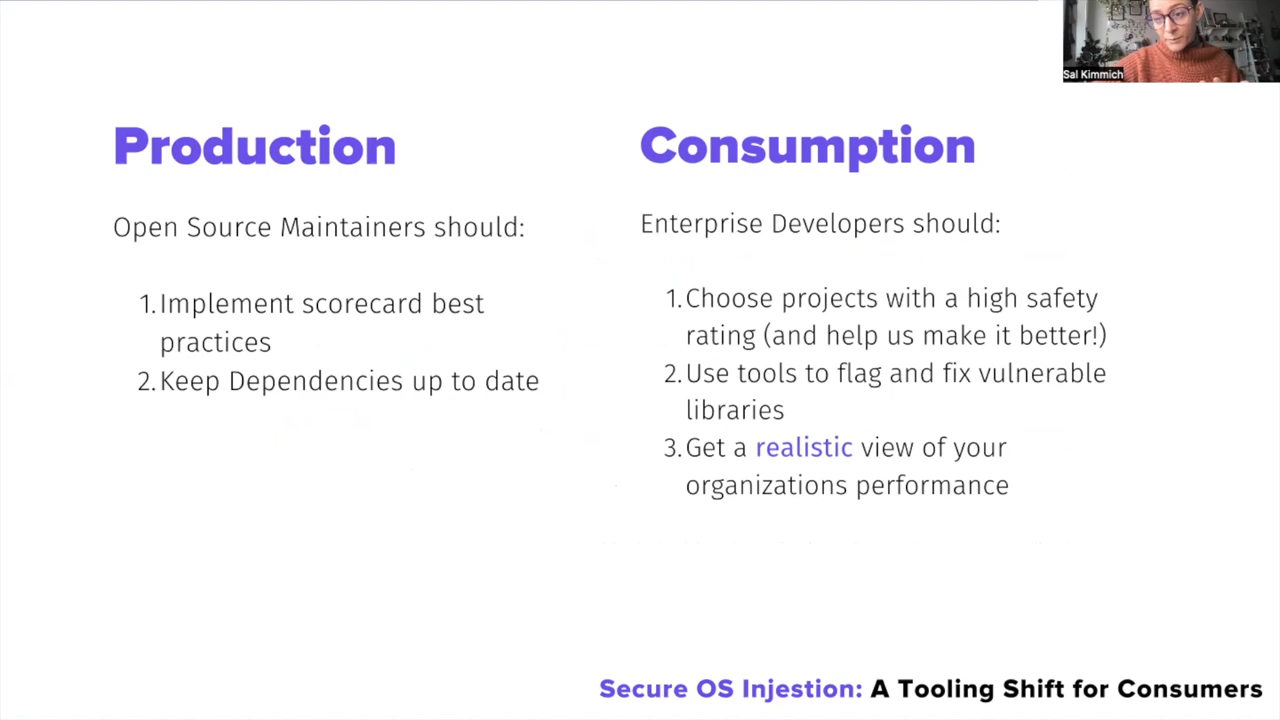 Sal Kimmich
Production
Open Source Maintainers should:
1. Implement scorecard best
practices
2. Keep Dependencies up to date
Consumption
Enterprise Developers should:
1. Choose projects with a high safety
rating (and help us make it better!)
2. Use tools to flag and fix vulnerable
libraries
3. Get a realistic view of your
organizations performance
Secure OS Injestion: A Tooling Shift for Consumers